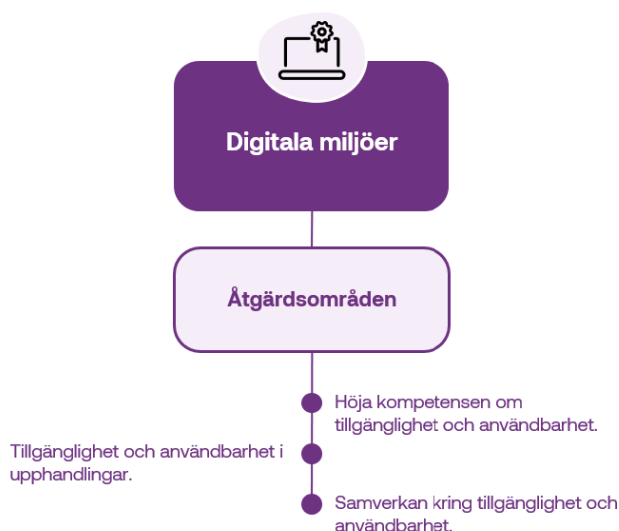 Digitala miljöer
Åtgärdsområden
Höja kompetensen om
tillgänglighet och användbarhet.
Tillgänglighet och användbarhet i
upphandlingar.
Samverkan kring tillgänglighet och
användbarhet.